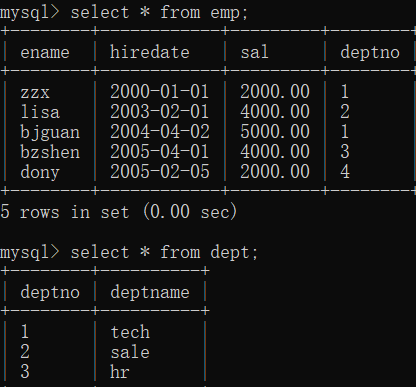 mysql> select * from emp;
+--------+------------+---------+--------+
| ename | hiredate | sal | deptno |
+--------+------------+---------+--------+
| zzx | 2000-01-01 | 2000.00 | 1
| lisa | 2003-02-01 | 4000.00 | 2
| bjguan | 2004-04-02 | 5000.00 | 1
| bzshen | 2005-04-01 | 4000.00 | 3
| dony | 2005-02-05 | 2000.00 | 4
+--------+------------+---------+--------+
5 rows in set (0.00 sec)
mysql> select * from dept;
+--------+----------+
| deptno | deptname |
+--------+----------+
| 1 | tech |
| 2 | sale |
| 3 | hr |